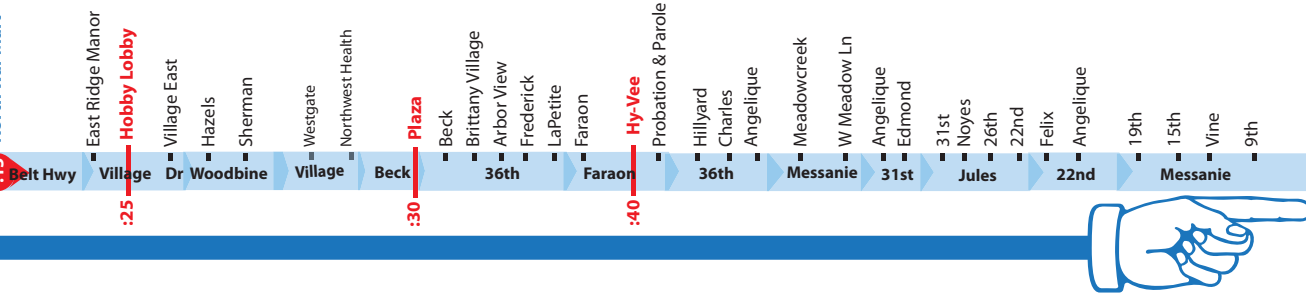 East Ridge Manor
Hobby Lobby
Village East
Hazels
Sherman
Westgate
Northwest Health
Plaza
Beck
Brittany Village
Arbor View
Frederick
LaPetite
Faraon
Hy-Vee
Probation & Parole
Hillyard
Charles
Angelique
Meadowcreek
W Meadow Ln
Angelique
Edmond
31st
Noyes
26th
22nd
Felix
Angelique
19th
15th
Vine
9th
Belt Hwy
Village Dr
Woodbine
Village
Beck
36th
Faraon
36th
Messanie
31st
Jules
22nd
Messanie
:25
:30
:40